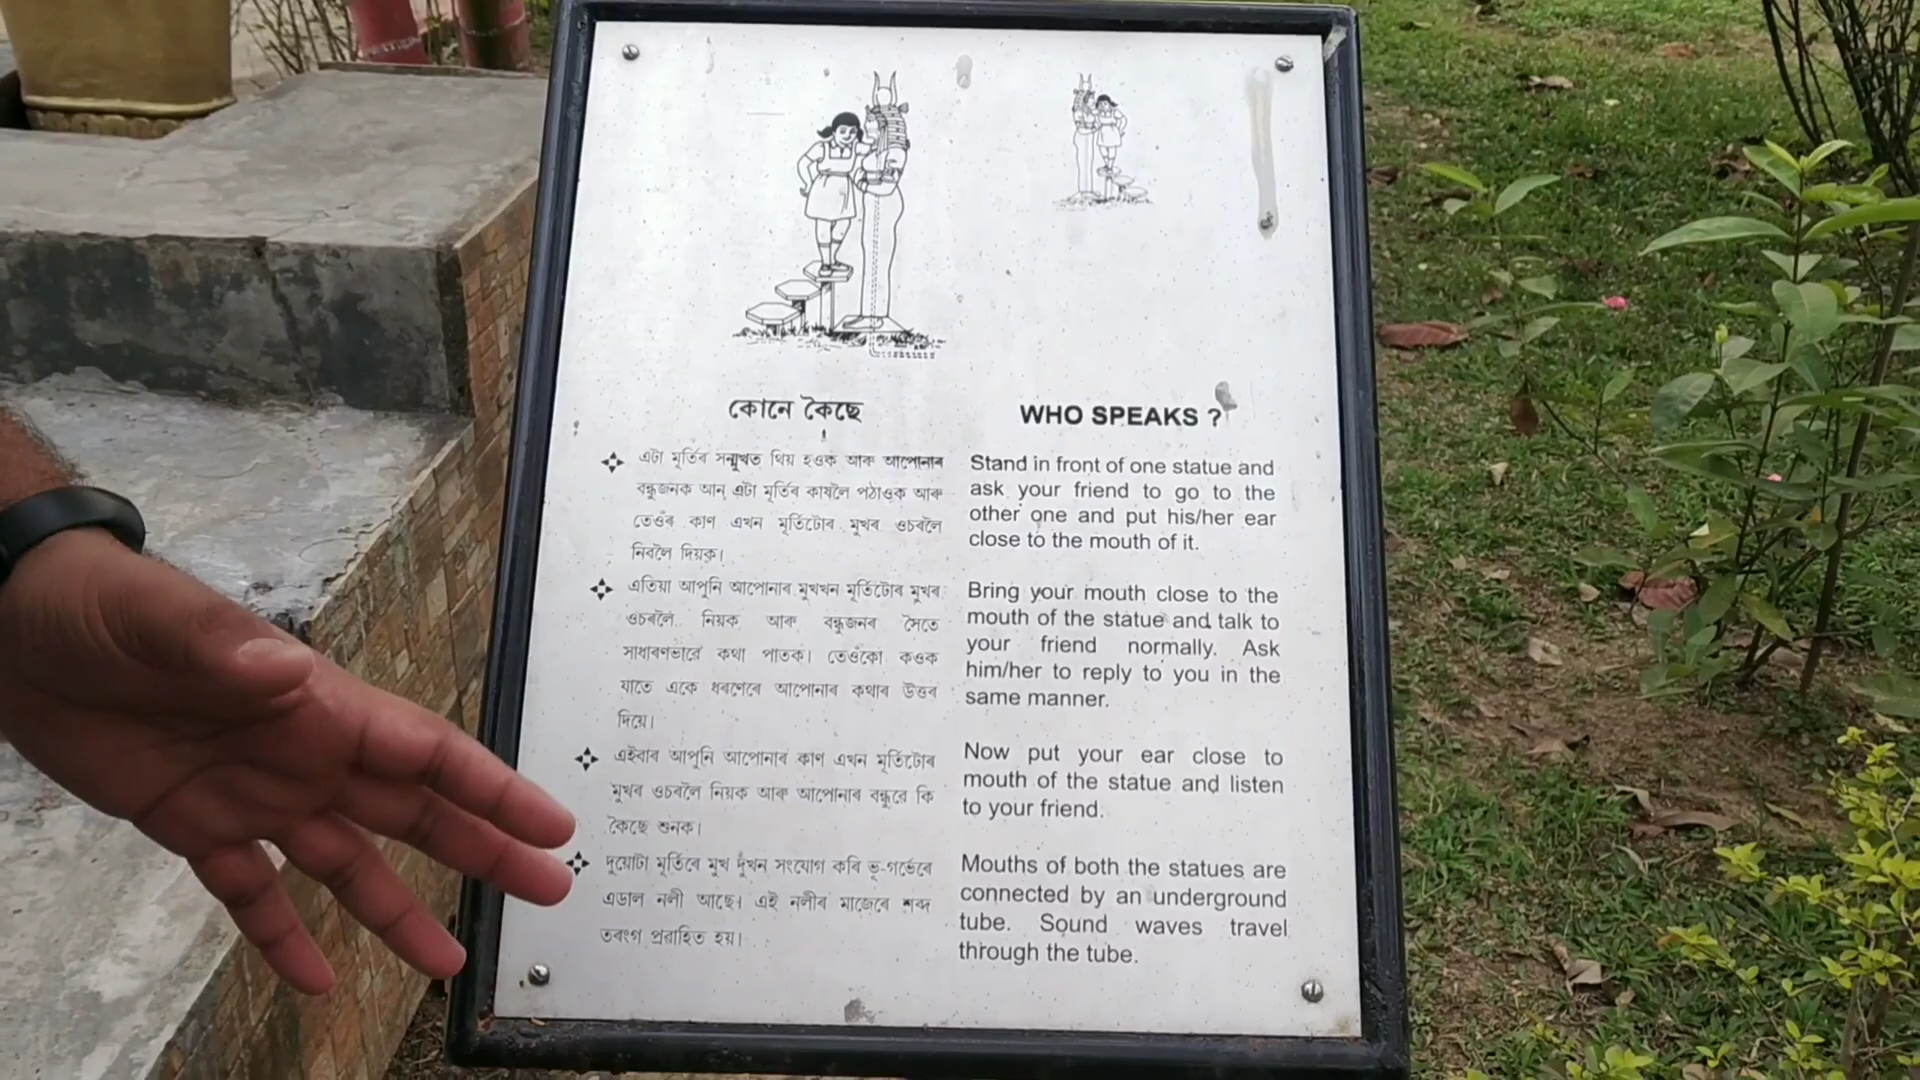 কোনে কৈছে
এটা মূৰ্তিৰ সন্মুখত থিয় হওক আৰু আপোনাৰ
বন্ধুজনক আন্ এটা মূৰ্তিৰ কাষলৈ পঠাওক আৰু
তেওঁৰ কাণ এখন মূৰ্তিটোৰ মুখৰ ওচৰলৈ
নিবলৈ দিয়ক।
এতিয়া আপুনি আপোনাৰ মুখখন মূৰ্তিটোৰ মুখৰ
ওচৰলৈ নিয়ক আৰু বন্ধুজনৰ সৈতে
সাধাৰণভাৱে কথা পাতক। তেওঁকো কওক
যাতে একে ধৰণেৰে আপোনাৰ কথাৰ উত্তৰ
দিয়ে।
এইবাৰ আপুনি আপোনাৰ কাণ এখন মূৰ্তিটোৰ
মুখৰ ওচৰলৈ নিয়ক আৰু আপোনাৰ বন্ধুৱে কি
কৈছে শুনক।
দুয়োটা মূৰ্তিৰে মুখ দুঁখন সংযোগ কৰি ভূ-গৰ্ভেৰে
এডাল নলী আছে। এই নলীৰ মাজেৰে শব্দ
তৰংগ প্ৰৱাহিত হয়।
WHO SPEAKS ?
Stand in front of one statue and
ask your friend to go to the
other one and put his/her ear
close to the mouth of it.
Bring your mouth close to the
mouth of the statue and talk to
your friend normally. Ask
him/her to reply to you in the
same manner.
Now put your ear close to
mouth of the statue and listen
to your friend.
Mouths of both the statues are
connected by an underground
tube. Sound waves travel
through the tube.